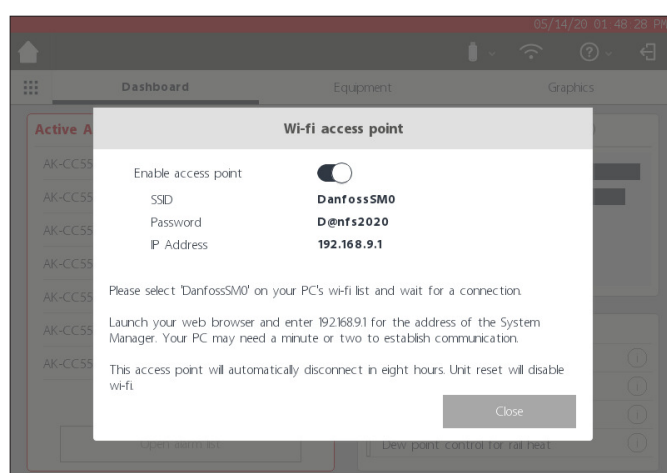 05/14/20 01:48 28 PM
Dashboard Equipment Graphics
Active A
Wi-fi access point
AK-CC55
AK-CC55
AK-CC55
AK-CC55
AK-CC55
AK-CC55
AK-CC55
Enable access point
SSID DanfossSM0
Password D@nfs2020
IP Address 192.168.9.1
Please select 'DanfossSM0' on your PC's wi-fi list and wait for a connection.
Launch your web browser and enter 192.168.9.1 for the address of the System
Manager. Your PC may need a minute or two to establish communication.
This access point will automatically disconnect in eight hours. Unit reset will disable
wi-fi.
Close
Open alarm list
Dew point control for rail heat